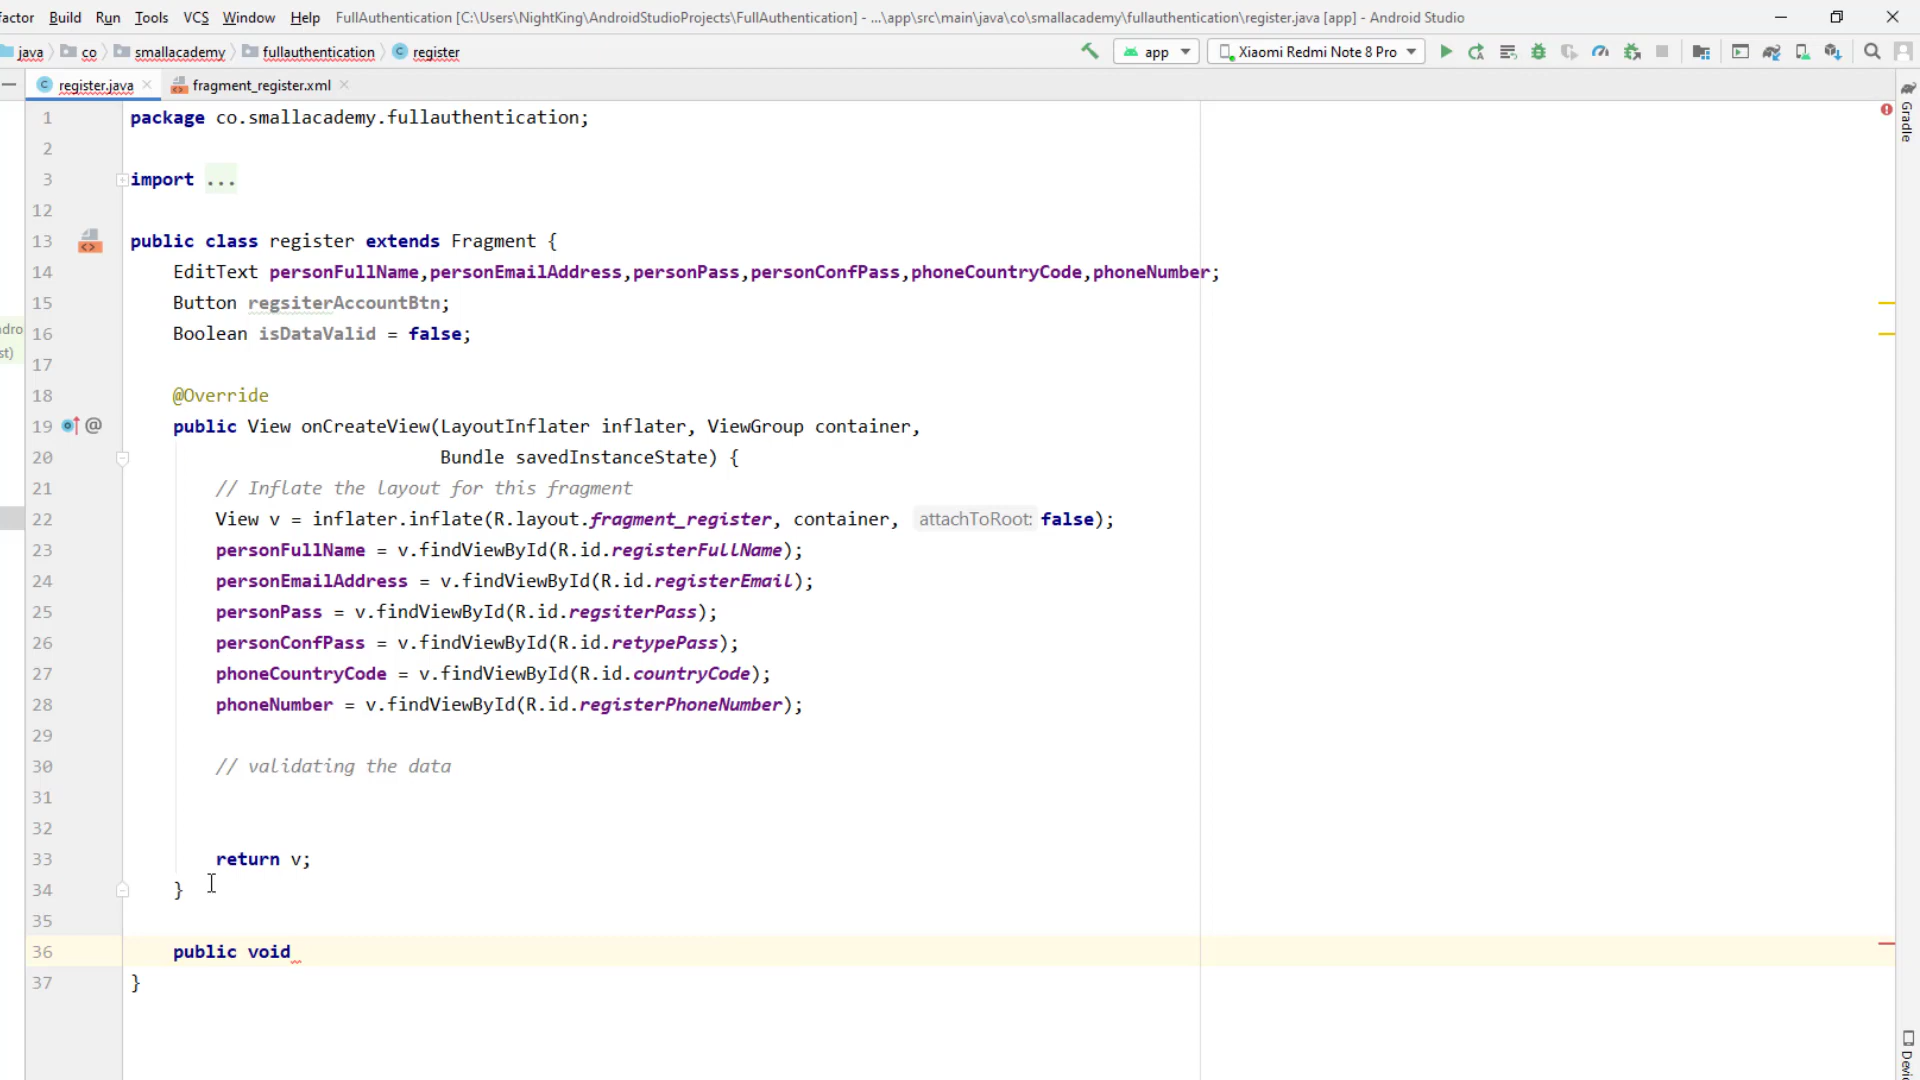 factor Build Run Tools VCS Window Help FullAuthentication [C:\Users\NightKing\AndroidStudioProjects\FullAuthentication] - ...\app\src\main\java\co\smallacademy\fullauthentication\register.java [app] - Android Studio
java co smallacademy fullauthentication register app Xiaomi Redmi Note 8 Pro
register.java fragment_register.xml
Gradle
1 package co.smallacademy.fullauthentication;
2
3 import ...
12
13 public class register extends Fragment {
14 EditText personFullName,personEmailAddress,personPass,personConfPass,phoneCountryCode,phoneNumber;
15 Button regsiterAccountBtn;
16 Boolean isDataValid = false;
17
18 @Override
19 public View onCreateView(LayoutInflater inflater, ViewGroup container,
20 Bundle savedInstanceState) {
21 // Inflate the layout for this fragment
22 View v = inflater.inflate(R.layout.fragment_register, container, attachToRoot: false);
23 personFullName = v.findViewById(R.id.registerFullName);
24 personEmailAddress = v.findViewById(R.id.registerEmail);
25 personPass = v.findViewById(R.id.regsiterPass);
26 personConfPass = v.findViewById(R.id.retypePass);
27 phoneCountryCode = v.findViewById(R.id.countryCode);
28 phoneNumber = v.findViewById(R.id.registerPhoneNumber);
29
30 // validating the data
31
32
33 return v;
34 }
35
36 public void
37 }
dro
st)
Devi